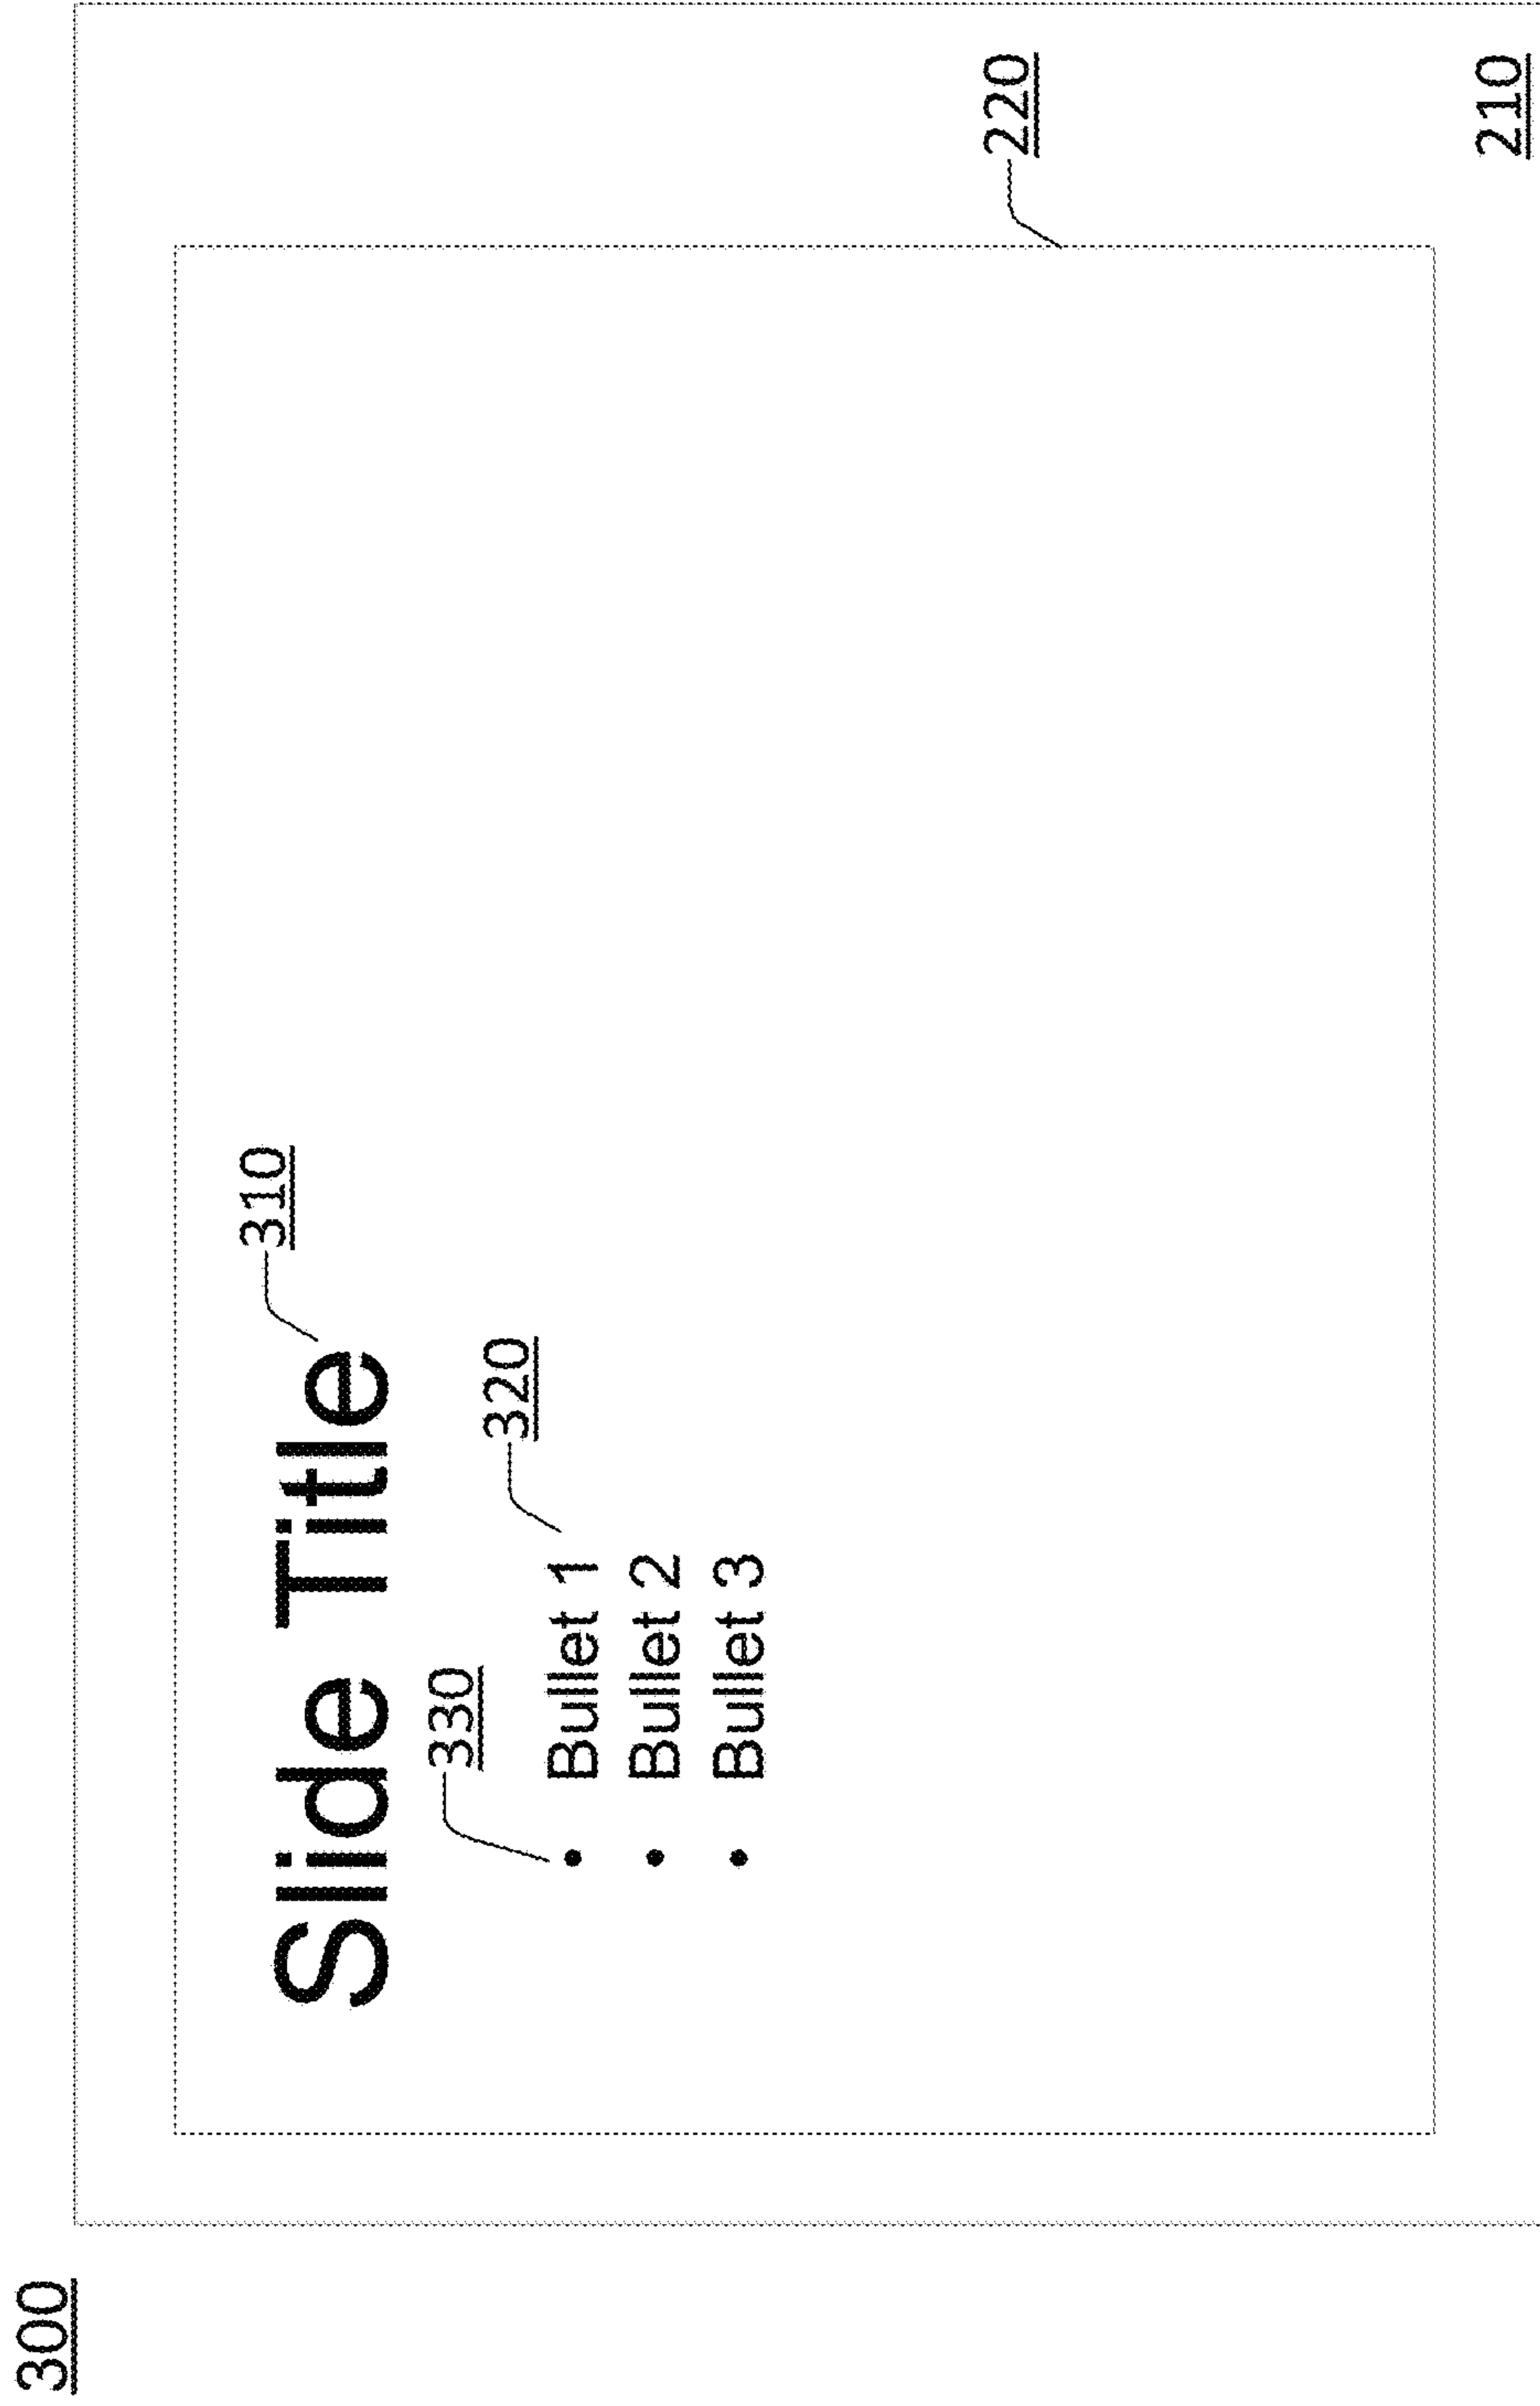 300
310
Slide Title
330
320
• Bullet 1
• Bullet 2
• Bullet 3
220
210